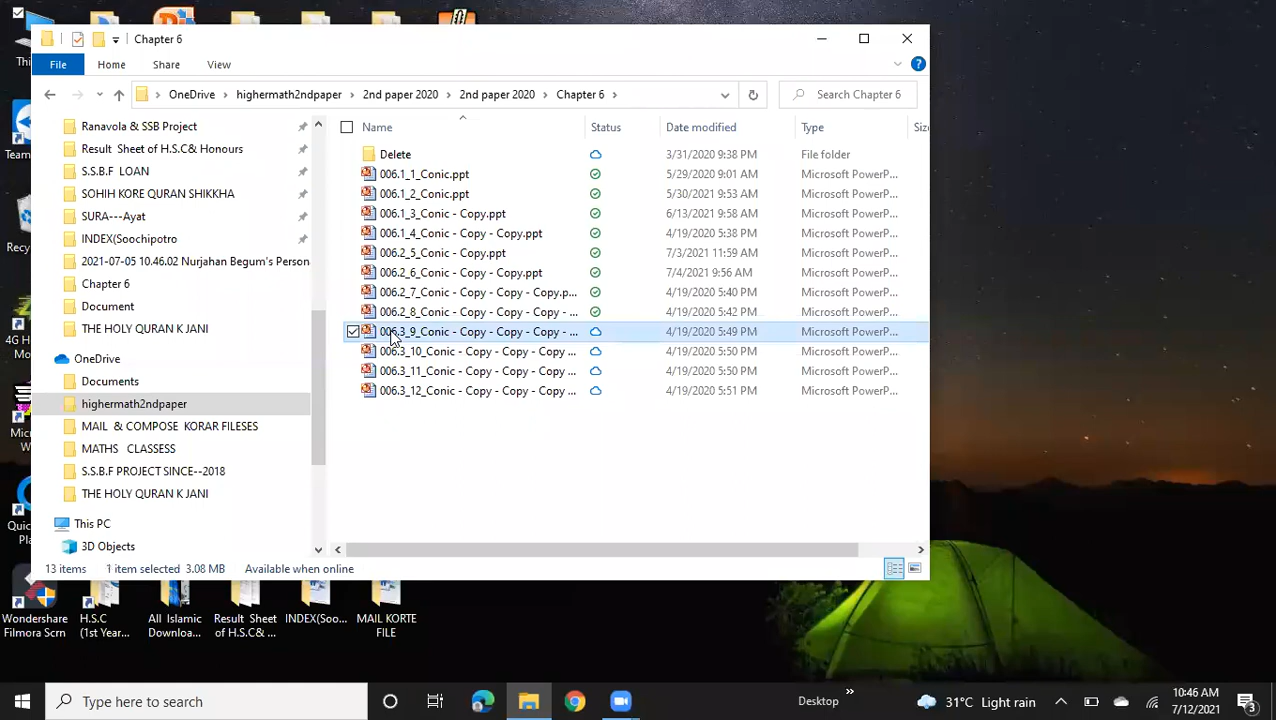 Chapter 6
File Home Share View
OneDrive highermath2ndpaper 2nd paper 2020 2nd paper 2020 Chapter 6 Search Chapter 6
Name Status Date modified Type
Ranavola & SSB Project
Result Sheet of H.S.C& Honours
S.S.B.F LOAN
SOHIH KORE QURAN SHIKKHA
SURA---Ayat
INDEX(Soochipotro
2021-07-05 10.46.02 Nurjahan Begum's Person
Chapter 6
Document
THE HOLY QURAN K JANI
OneDrive
Documents
highermath2ndpaper
MAIL & COMPOSE KORAR FILESES
MATHS CLASSESS
S.S.B.F PROJECT SINCE--2018
THE HOLY QURAN K JANI
This PC
3D Objects
Delete 3/31/2020 9:38 PM File folder
006.1_1_Conic.ppt 5/29/2020 9:01 AM Microsoft PowerP...
006.1_2_Conic.ppt 5/30/2021 9:53 AM Microsoft PowerP...
006.1_3_Conic - Copy.ppt 6/13/2021 9:58 AM Microsoft PowerP...
006.1_4_Conic - Copy - Copy.ppt 4/19/2020 5:38 PM Microsoft PowerP...
006.2_5_Conic - Copy.ppt 7/3/2021 11:59 AM Microsoft PowerP...
006.2_6_Conic - Copy - Copy.ppt 7/4/2021 9:56 AM Microsoft PowerP...
006.2_7_Conic - Copy - Copy - Copy.p... 4/19/2020 5:40 PM Microsoft PowerP...
006.2_8_Conic - Copy - Copy - Copy - ... 4/19/2020 5:42 PM Microsoft PowerP...
006.3_9_Conic - Copy - Copy - Copy - ... 4/19/2020 5:49 PM Microsoft PowerP...
006.3_10_Conic - Copy - Copy - Copy ... 4/19/2020 5:50 PM Microsoft PowerP...
006.3_11_Conic - Copy - Copy - Copy ... 4/19/2020 5:50 PM Microsoft PowerP...
006.3_12_Conic - Copy - Copy - Copy ... 4/19/2020 5:51 PM Microsoft PowerP...
13 items 1 item selected 3.08 MB Available when online
Wondershare Filmora Scrn
H.S.C (1st Year...
All Islamic Downloa...
Result Sheet of H.S.C& ...
INDEX(Soo...
MAIL KORTE FILE
Type here to search
Desktop
31°C Light rain
10:46 AM
7/12/2021
3